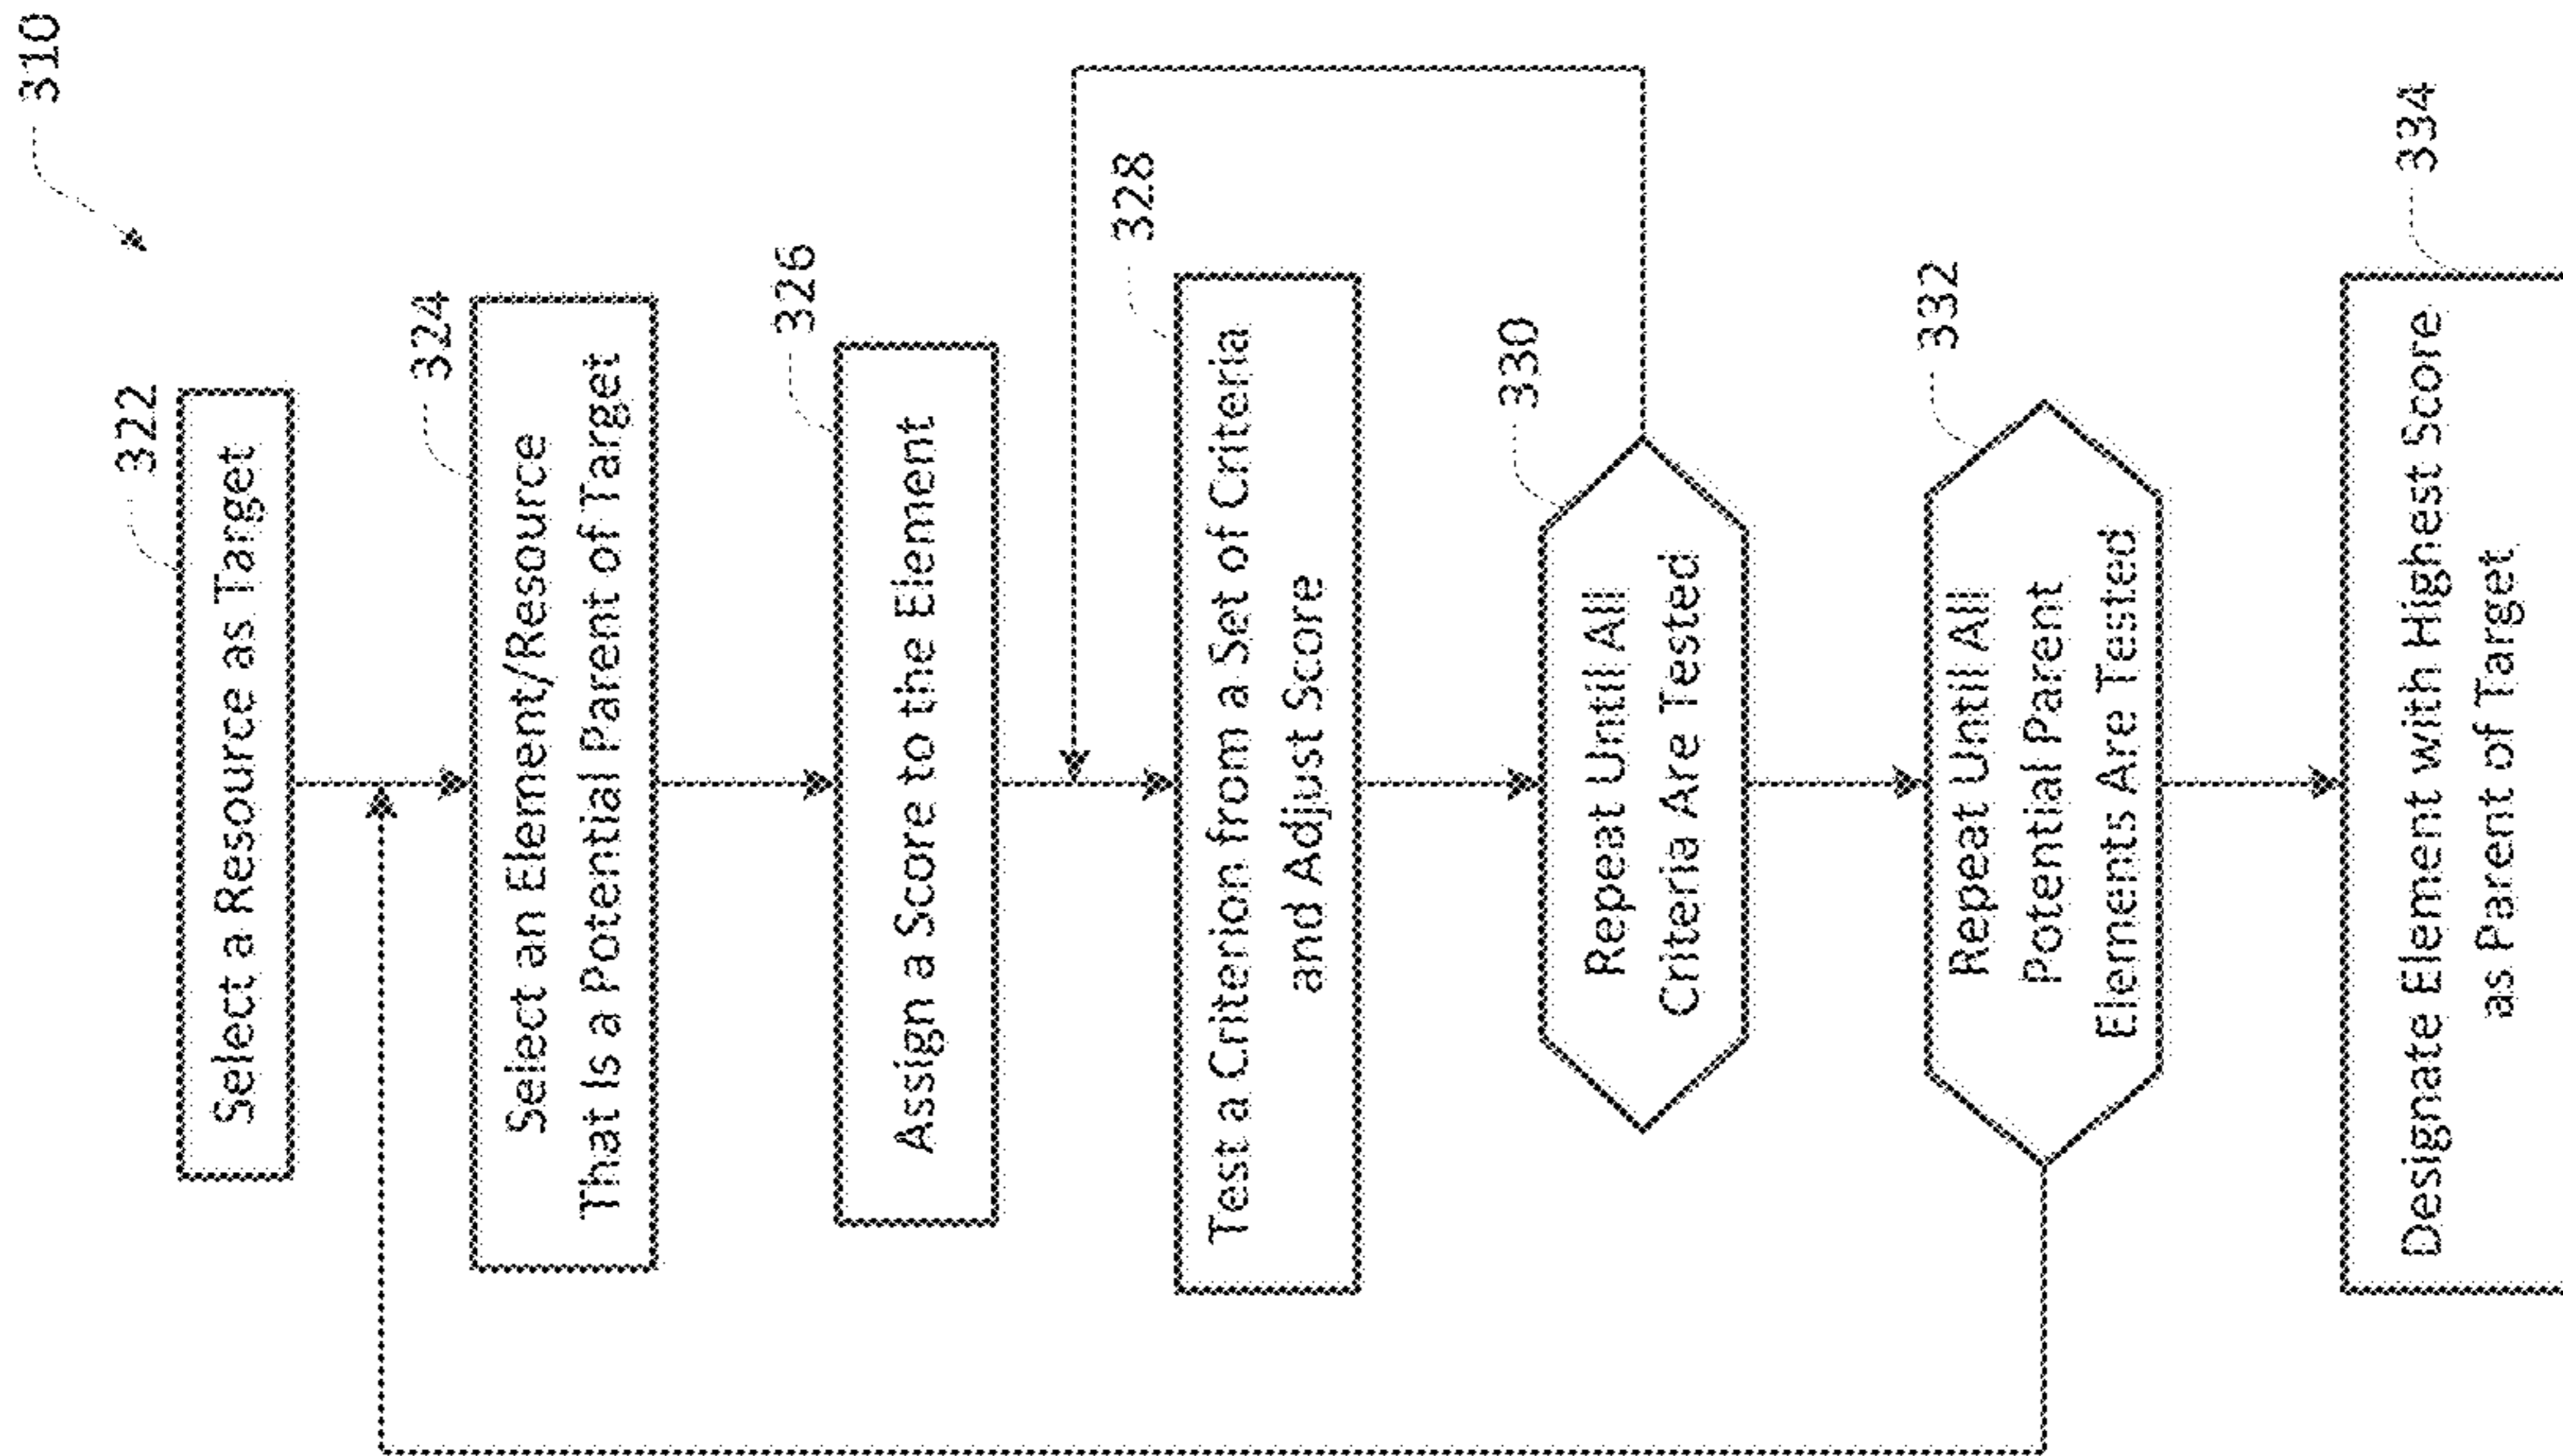 310
322
Select a Resource as Target
324
Select an Element/Resource
That Is a Potential Parent of Target
326
Assign a Score to the Element
328
Test a Criterion from a Set of Criteria
and Adjust Score
330
Repeat Until All
Criteria Are Tested
332
Repeat Until All
Potential Parent
Elements Are Tested
334
Designate Element with Highest Score
as Parent of Target